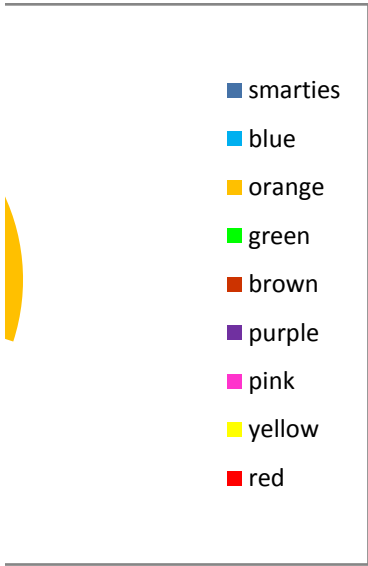 smarties
blue
orange
green
brown
purple
pink
yellow
red